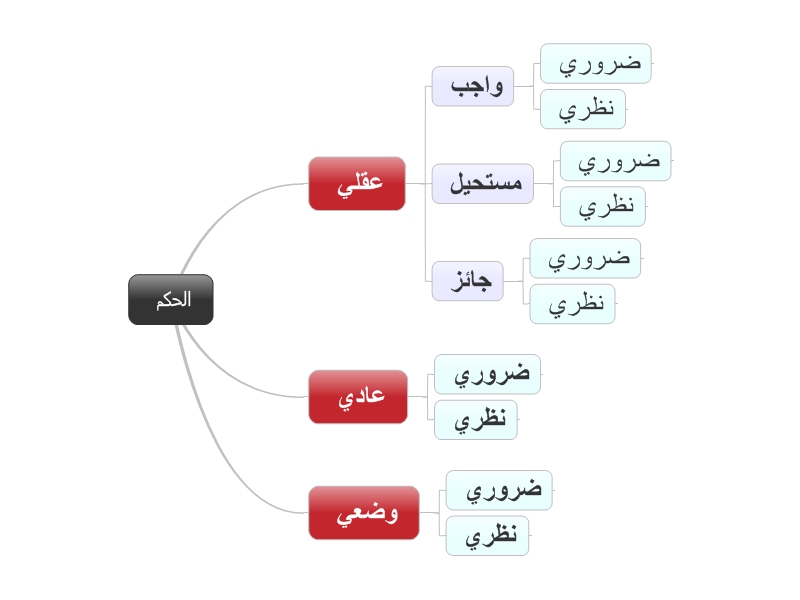 الحكم
عقلي
واجب
ضروري
نظري
مستحيل
ضروري
نظري
جائز
ضروري
نظري
عادي
ضروري
نظري
وضعي
ضروري
نظري